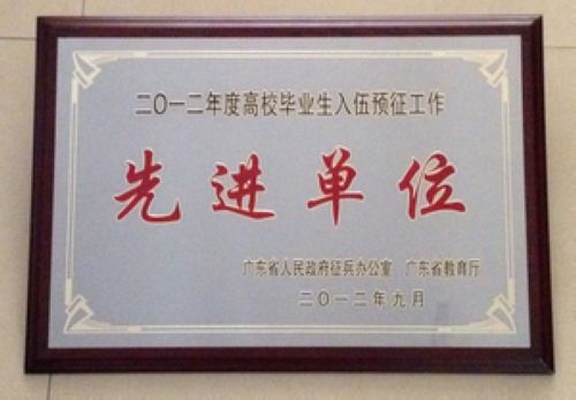 二〇一二年度高校毕业生入伍预征工作
先进单位
广东省人民政府征兵办公室 广东省教育厅
二〇一二年九月